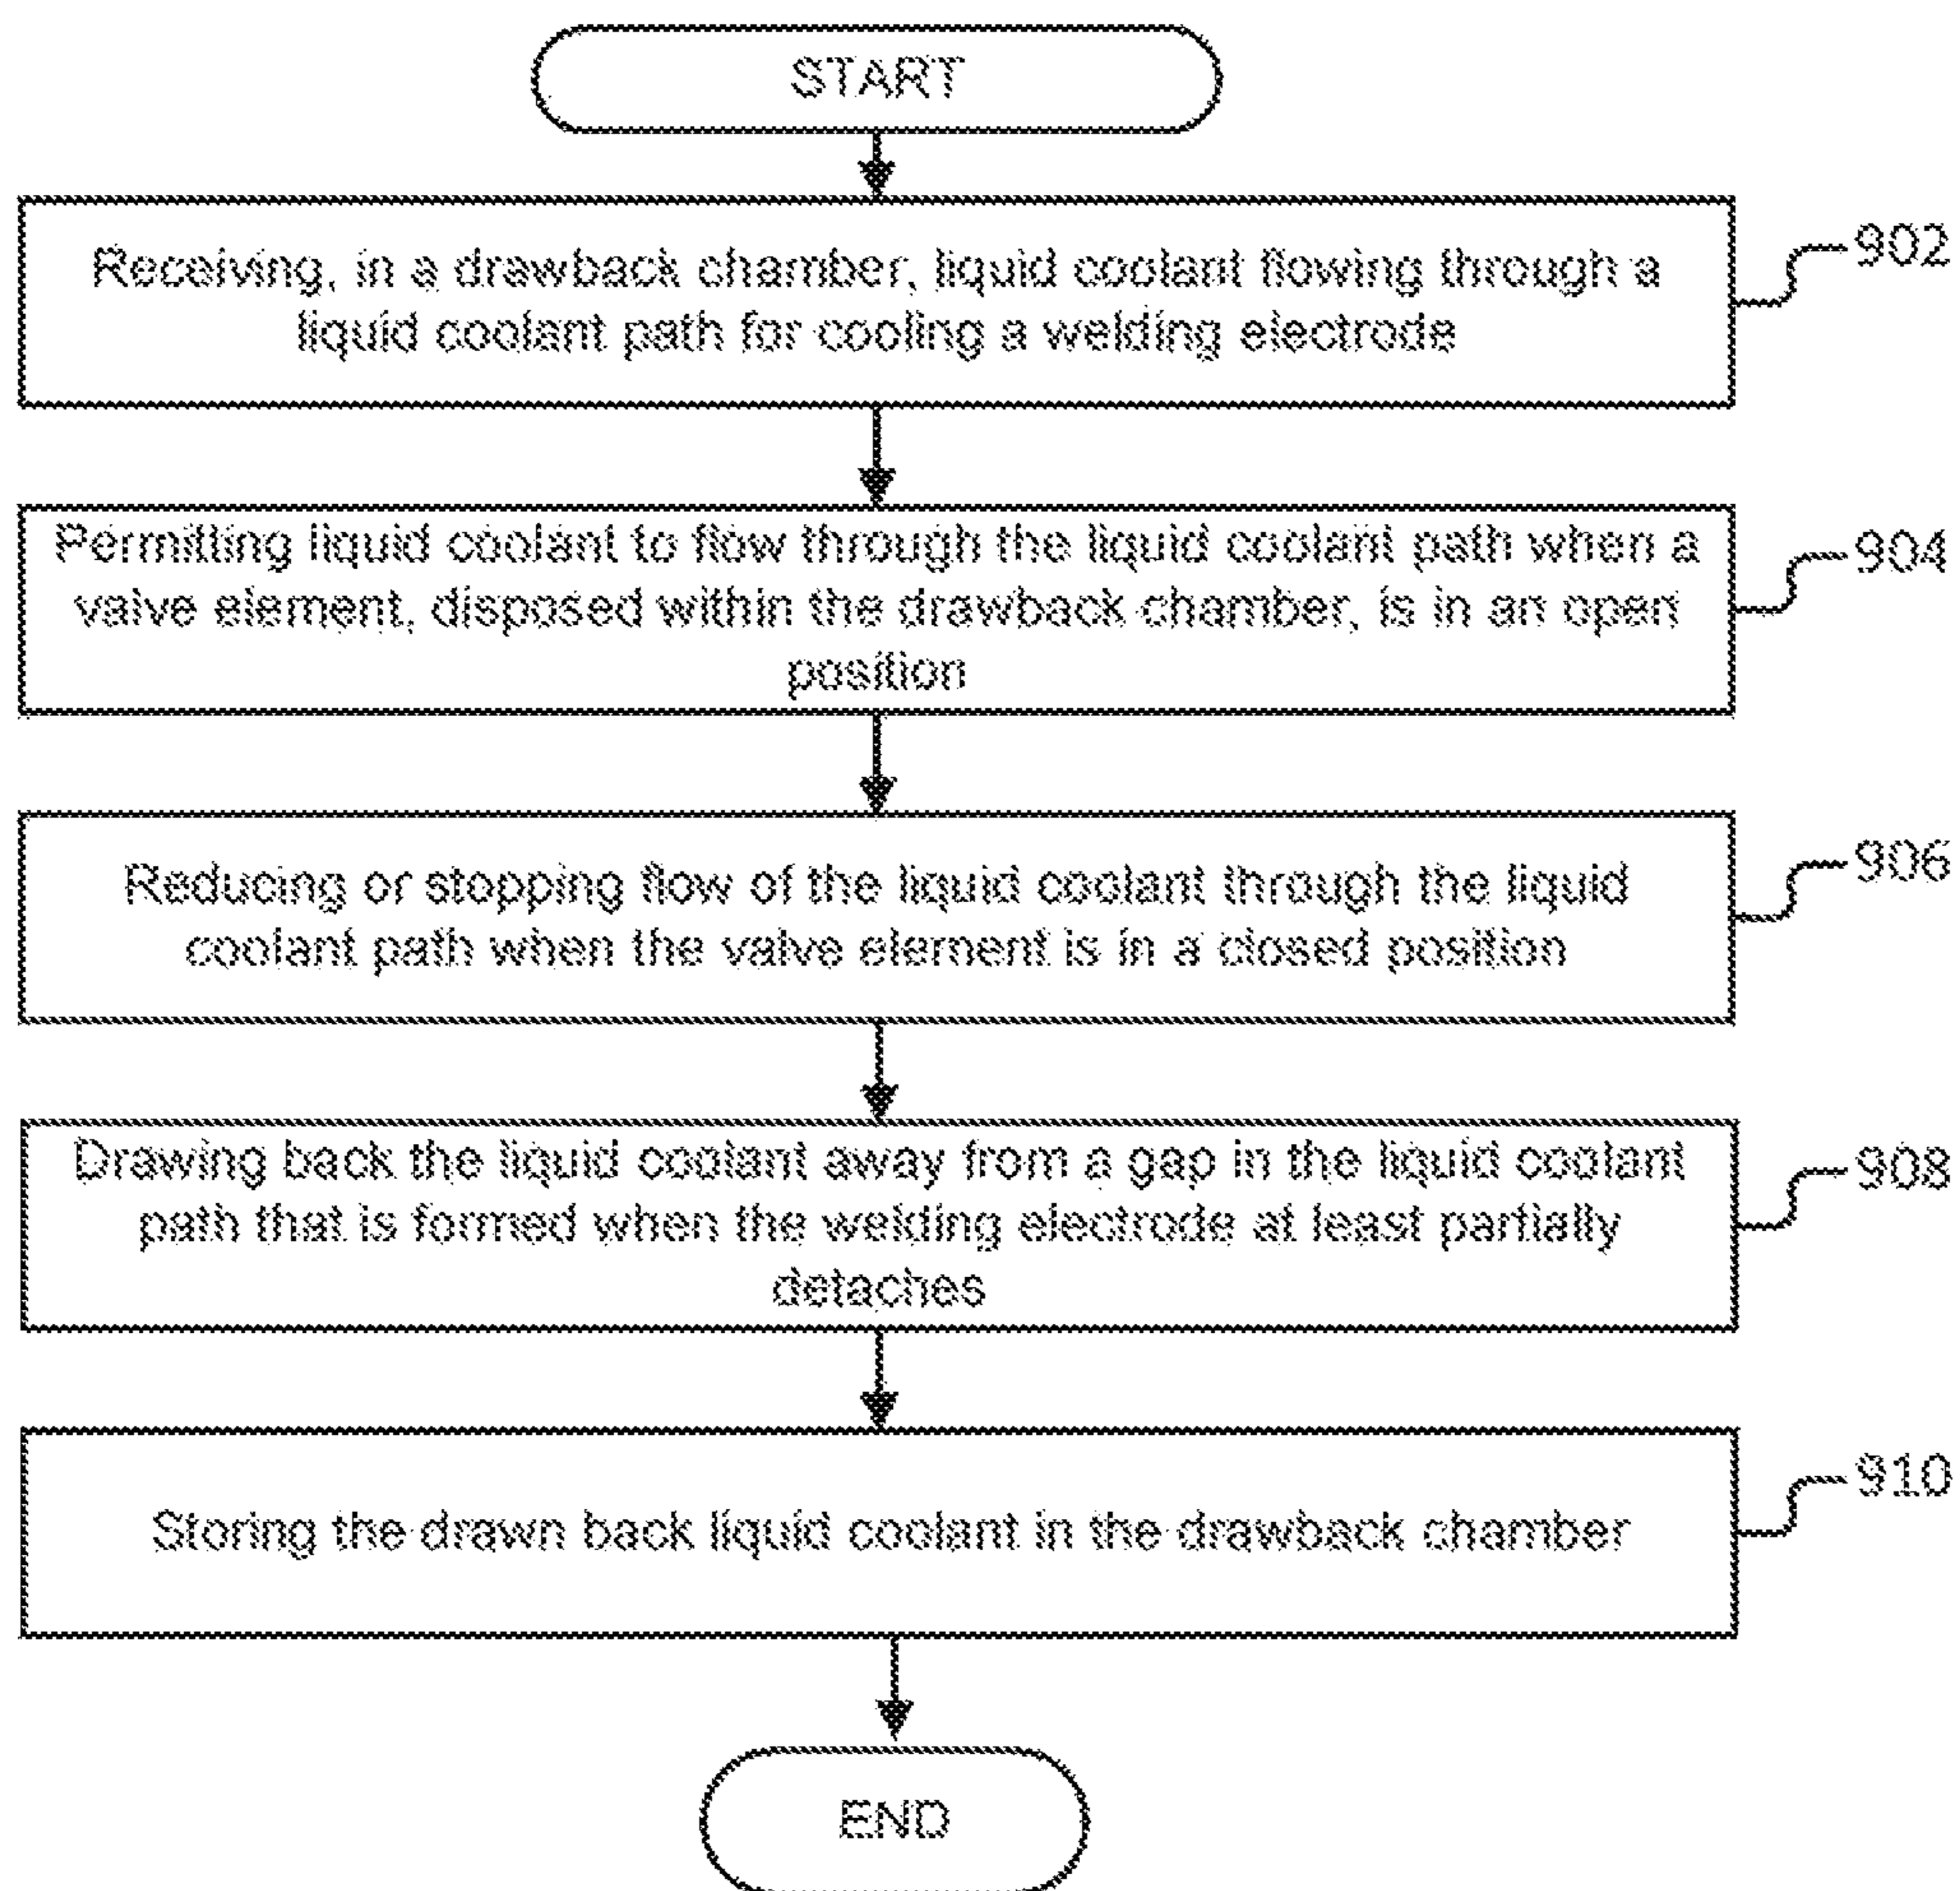 START
Receiving, in a drawback chamber, liquid coolant flowing through a
liquid coolant path for cooling a welding electrode
902
Permitting liquid coolant to flow through the liquid coolant path when a
valve element, disposed within the drawback chamber, is in an open
position
904
Reducing or stopping flow of the liquid coolant through the liquid
coolant path when the valve element is in a closed position
906
Drawing back the liquid coolant away from a gap in the liquid coolant
path that is formed when the welding electrode at least partially
detaches
908
Storing the drawn back liquid coolant in the drawback chamber
910
END